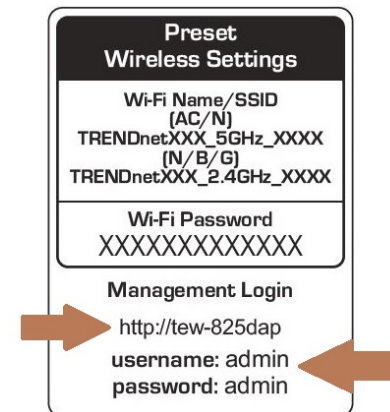 Preset
Wireless Settings
Wi-Fi Name/SSID
(AC/N)
TRENDnetXXX_5GHz_XXXX
(N/B/G)
TRENDnetXXX_2.4GHz_XXXX
Wi-Fi Password
XXXXXXXXXXXXX
Management Login
http://tew-825dap
username: admin
password: admin